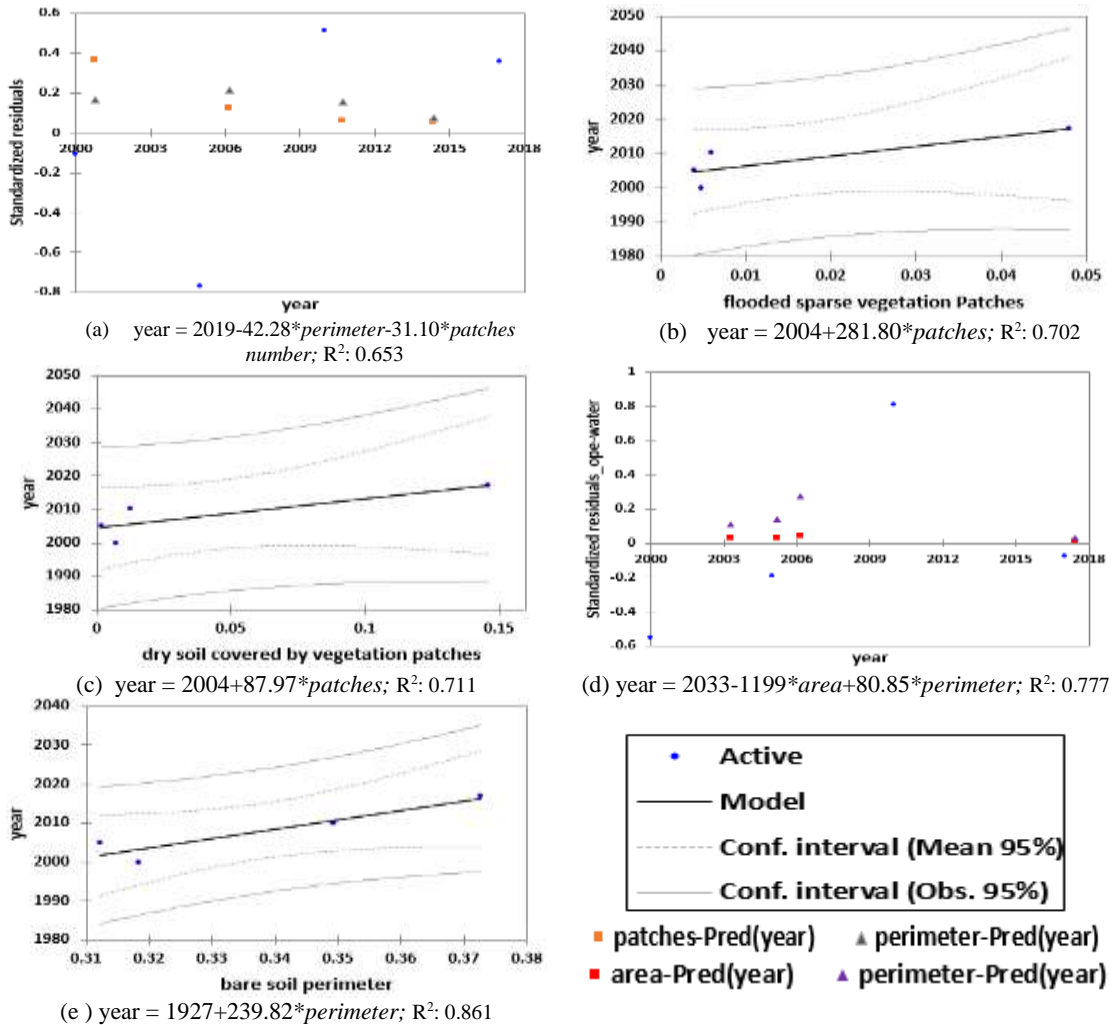 0.6
0.4
0.2
0
-0.2
-0.4
-0.6
-0.8
2000 2003 2006 2009 2012 2015 2018
Standardized residuals
year
(a) year = 2019-42.28*perimeter-31.10*patches
number; R²: 0.653
2050
2040
2030
2020
2010
2000
1990
1980
year
0 0.01 0.02 0.03 0.04 0.05
flooded sparse vegetation Patches
(b) year = 2004+281.80*patches; R²: 0.702
2050
2040
2030
2020
2010
2000
1990
1980
year
0 0.05 0.1 0.15
dry soil covered by vegetation patches
(c) year = 2004+87.97*patches; R²: 0.711
1
0.8
0.6
0.4
0.2
0
-0.2
-0.4
-0.6
2000 2003 2006 2009 2012 2015 2018
Standardized residuals_ope-water
year
(d) year = 2033-1199*area+80.85*perimeter; R²: 0.777
2040
2030
2020
2010
2000
1990
1980
year
0.31 0.32 0.33 0.34 0.35 0.36 0.37 0.38
bare soil perimeter
(e ) year = 1927+239.82*perimeter; R²: 0.861
Active
Model
Conf. interval (Mean 95%)
Conf. interval (Obs. 95%)
patches-Pred(year) perimeter-Pred(year)
area-Pred(year) perimeter-Pred(year)